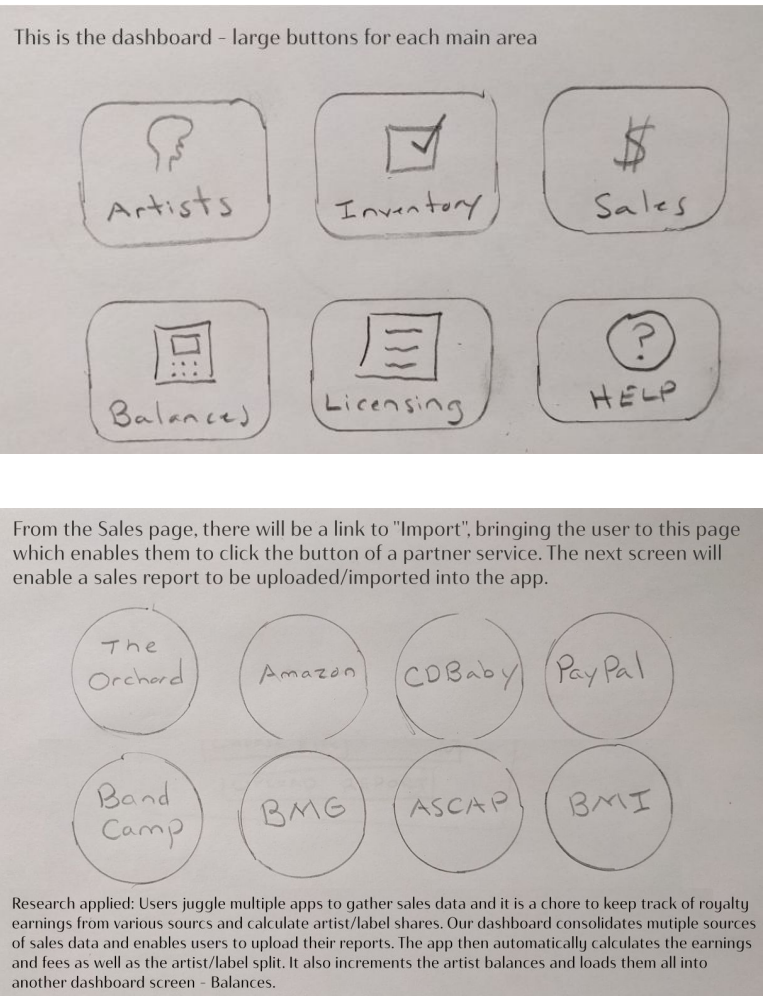 This is the dashboard - large buttons for each main area
Artists
Inventory
$
Sales
Balances
Licensing
?
HELP
From the Sales page, there will be a link to "Import", bringing the user to this page
which enables them to click the button of a partner service. The next screen will
enable a sales report to be uploaded/imported into the app.
The
Orchard
Amazon
CDBaby
PayPal
Band
Camp
BMG
ASCAP
BMI
Research applied: Users juggle multiple apps to gather sales data and it is a chore to keep track of royalty
earnings from various sourcs and calculate artist/label shares. Our dashboard consolidates mutiple sources
of sales data and enables users to upload their reports. The app then automatically calculates the earnings
and fees as well as the artist/label split. It also increments the artist balances and loads them all into
another dashboard screen - Balances.